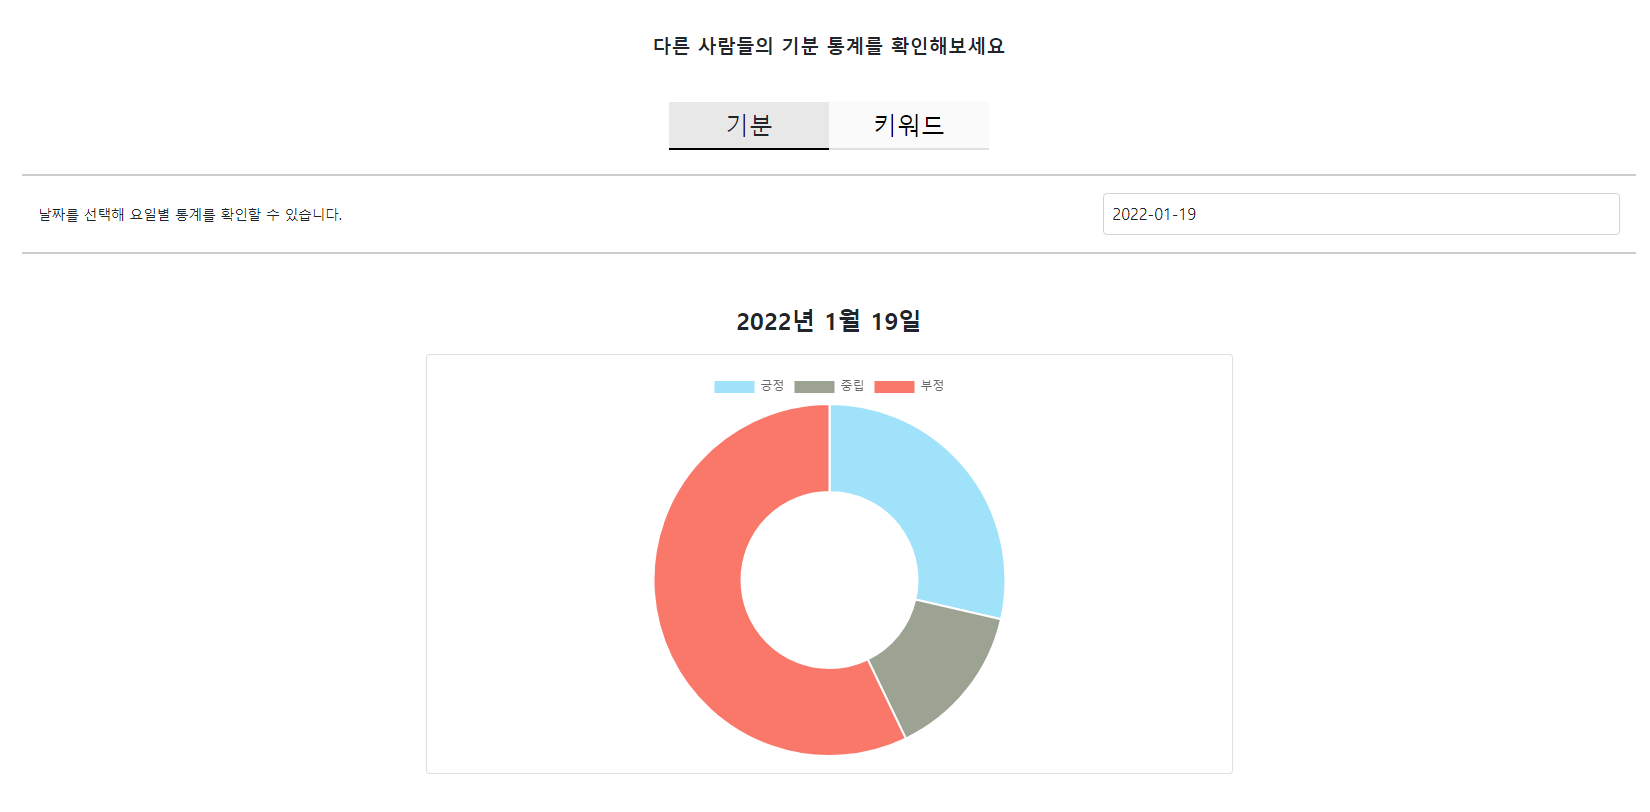 다른 사람들의 기분 통계를 확인해보세요
기분 키워드
날짜를 선택해 요일별 통계를 확인할 수 있습니다. 2022-01-19
2022년 1월 19일
긍정 중립 부정